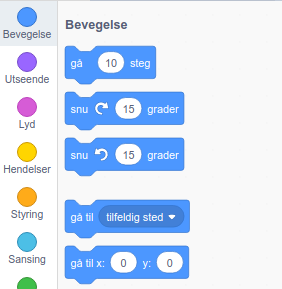 Bevegelse
Utseende
Lyd
Hendelser
Styring
Sansing
Bevegelse
gå 10 steg
snu 15 grader
snu 15 grader
gå til tilfeldig sted
gå til x: 0 y: 0